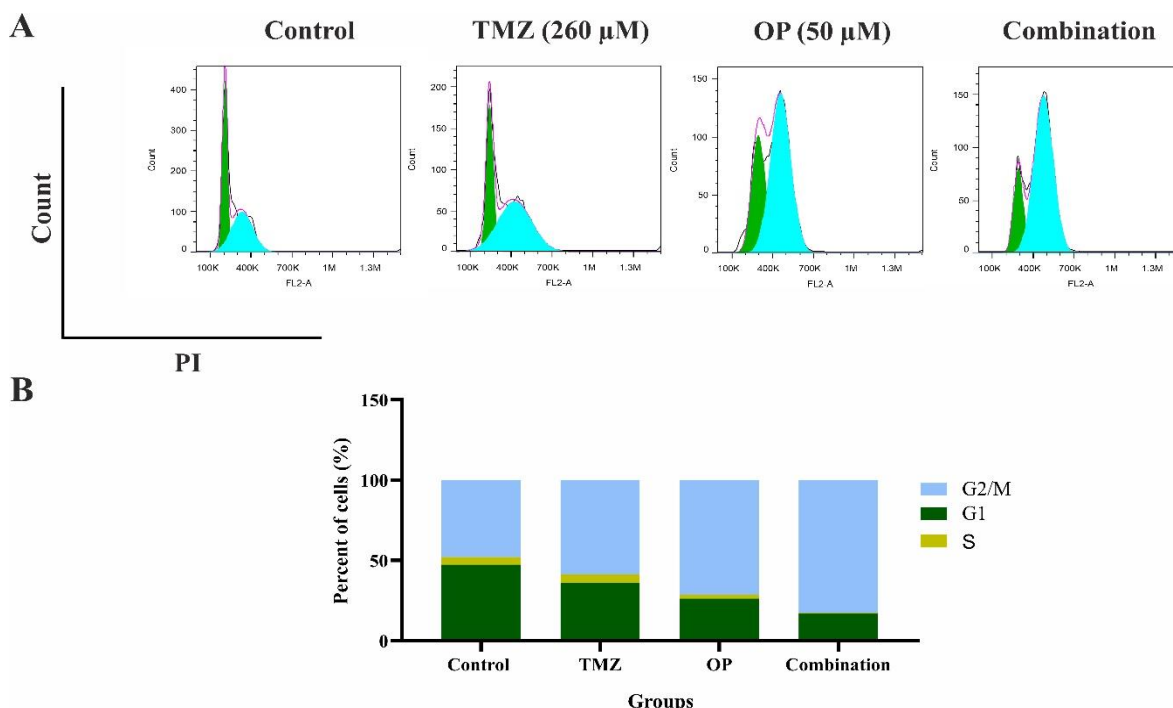 A
Control
TMZ (260 µM)
OP (50 µM)
Combination
400
300
200
100
0
Count
100K 400K 700K 1M 1.3M
FL2-A
200
150
100
50
0
Count
100K 400K 700K 1M 1.3M
FL2-A
150
100
50
0
Count
100K 400K 700K 1M 1.3M
FL2 A
150
100
50
0
Count
100K 400K 700K 1M 1.3M
FL2-A
Count
PI
B
150
100
50
0
Percent of cells (%)
Control TMZ OP Combination
Groups
G2/M
G1
S